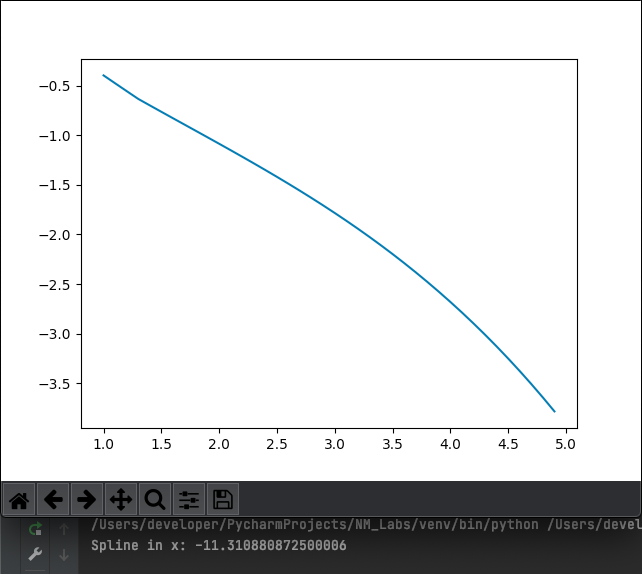 −0.5
−1.0
−1.5
−2.0
−2.5
−3.0
−3.5
1.0 1.5 2.0 2.5 3.0 3.5 4.0 4.5 5.0
/Users/developer/PycharmProjects/NM_Labs/venv/bin/python /Users/devel
Spline in x: -11.310880872500006